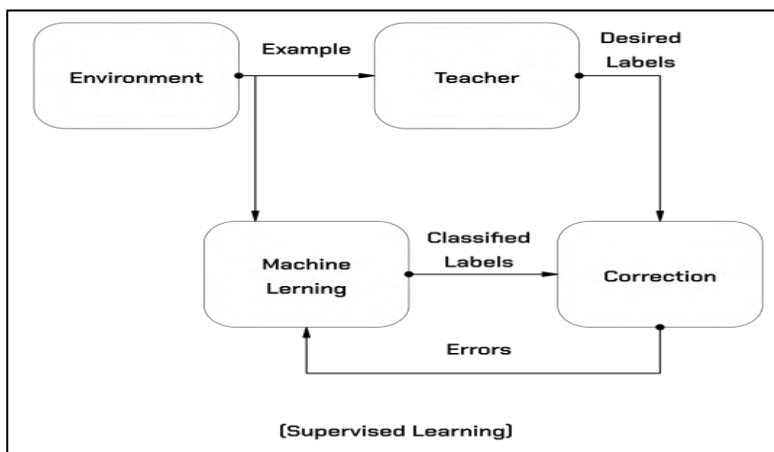 Environment
Example
Teacher
Desired
Labels
Machine
Lerning
Classified
Labels
Correction
Errors
(Supervised Learning)